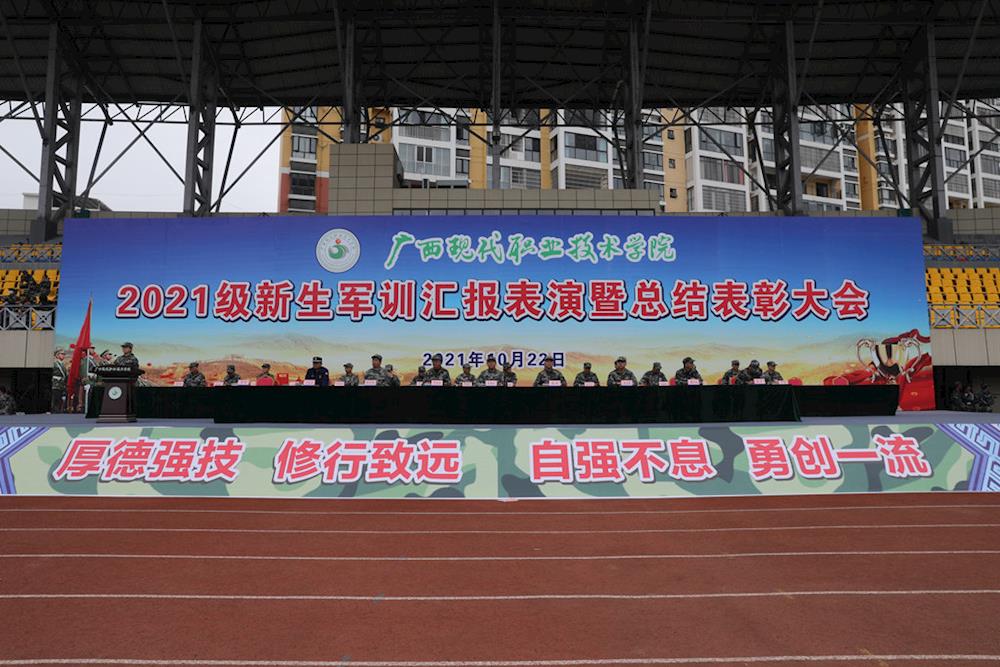 广西现代职业技术学院
2021级新生军训汇报表演暨总结表彰大会
2021年10月22日
厚德强技 修行致远 自强不息 勇创一流